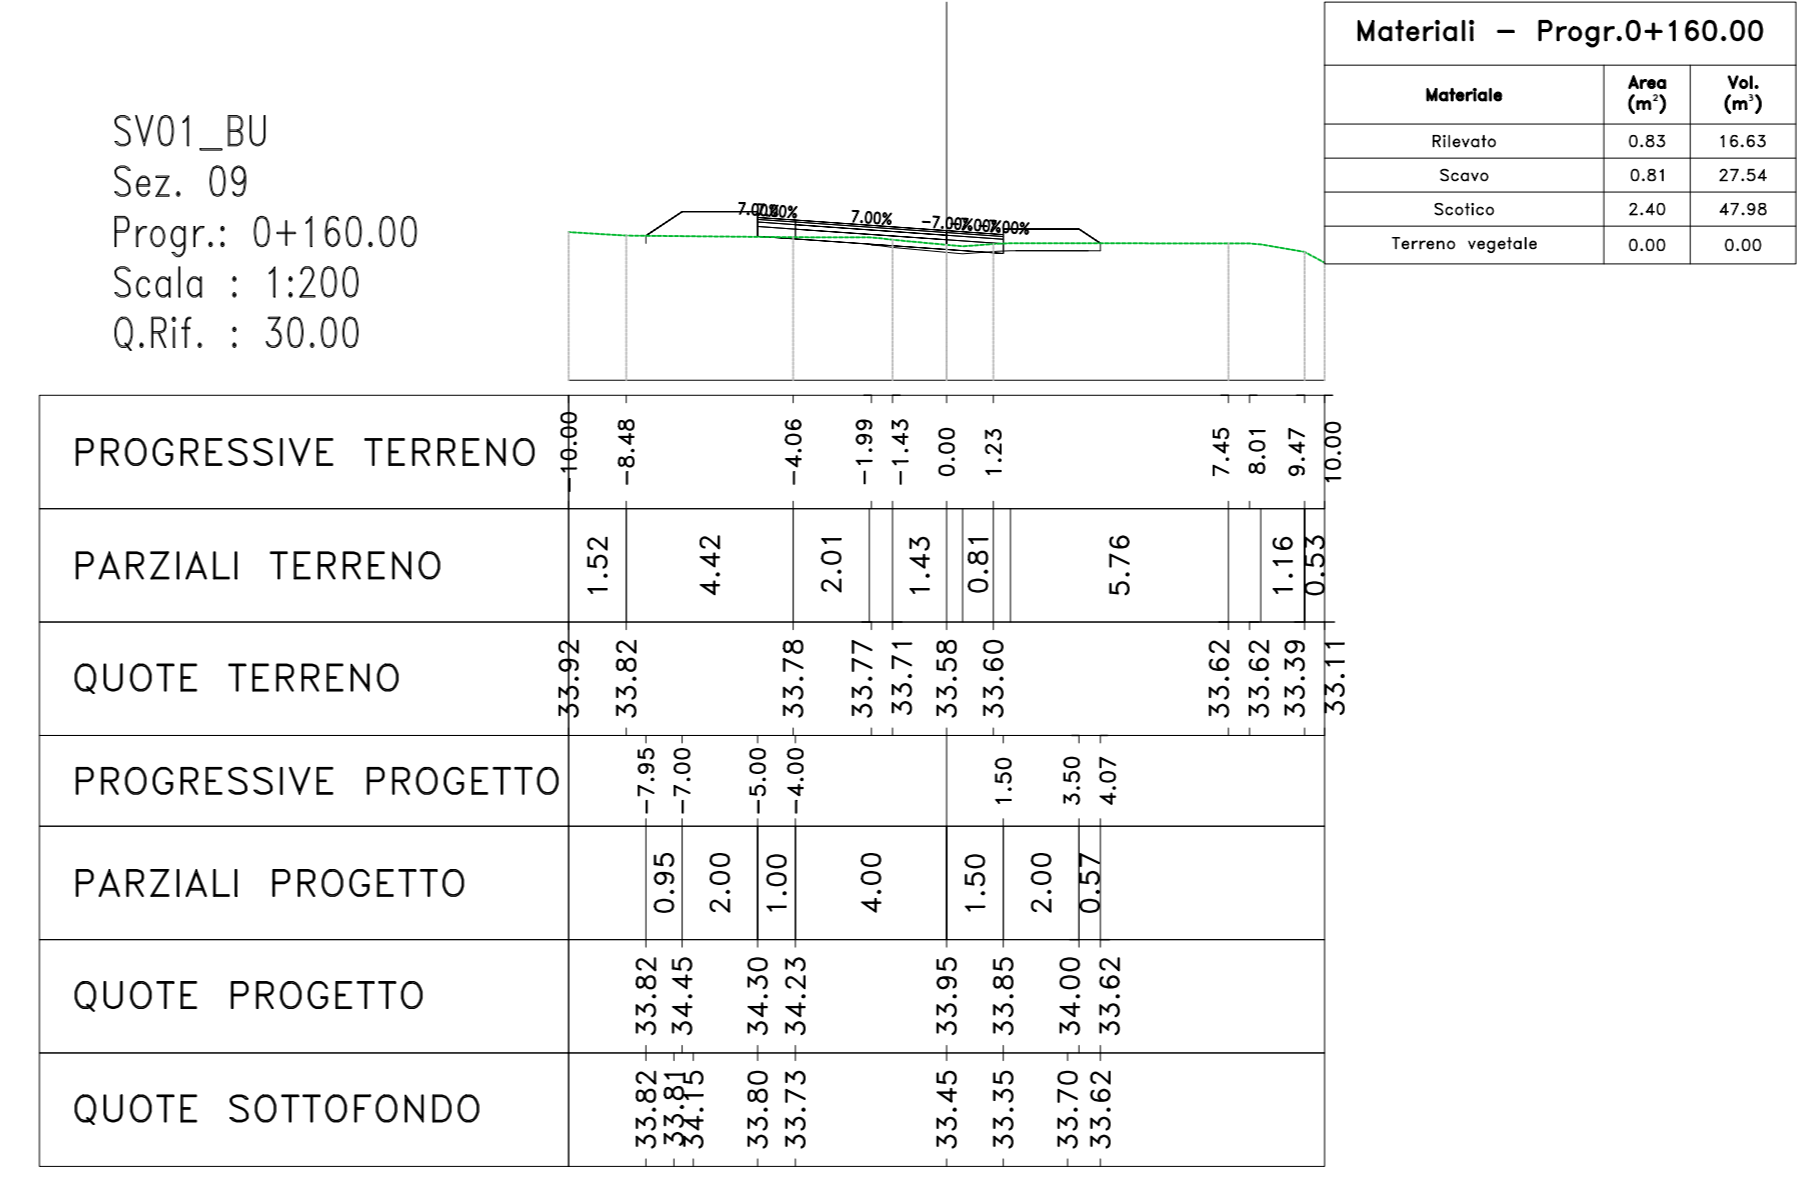 Materiali - Progr.0+160.00
Materiale Area (m²) Vol. (m³)
Rilevato 0.83 16.63
Scavo 0.81 27.54
Scotico 2.40 47.98
Terreno vegetale 0.00 0.00
SV01_BU
Sez. 09
Progr.: 0+160.00
Scala : 1:200
Q.Rif. : 30.00
7.00% 7.00% -7.00%
PROGRESSIVE TERRENO -10.00 -8.48 -4.06 -1.99 -1.43 0.00 1.23 7.45 8.01 9.47 10.00
PARZIALI TERRENO 1.52 4.42 2.01 1.43 0.81 5.76 1.16 0.53
QUOTE TERRENO 33.92 33.82 33.78 33.77 33.71 33.58 33.60 33.62 33.62 33.39 33.11
PROGRESSIVE PROGETTO -7.95 -7.00 -5.00 -4.00 1.50 3.50 4.07
PARZIALI PROGETTO 0.95 2.00 1.00 4.00 1.50 2.00 0.57
QUOTE PROGETTO 33.82 34.45 34.30 34.23 33.95 33.85 34.00 33.62
QUOTE SOTTOFONDO 33.82 33.81 34.15 33.80 33.73 33.45 33.35 33.70 33.62